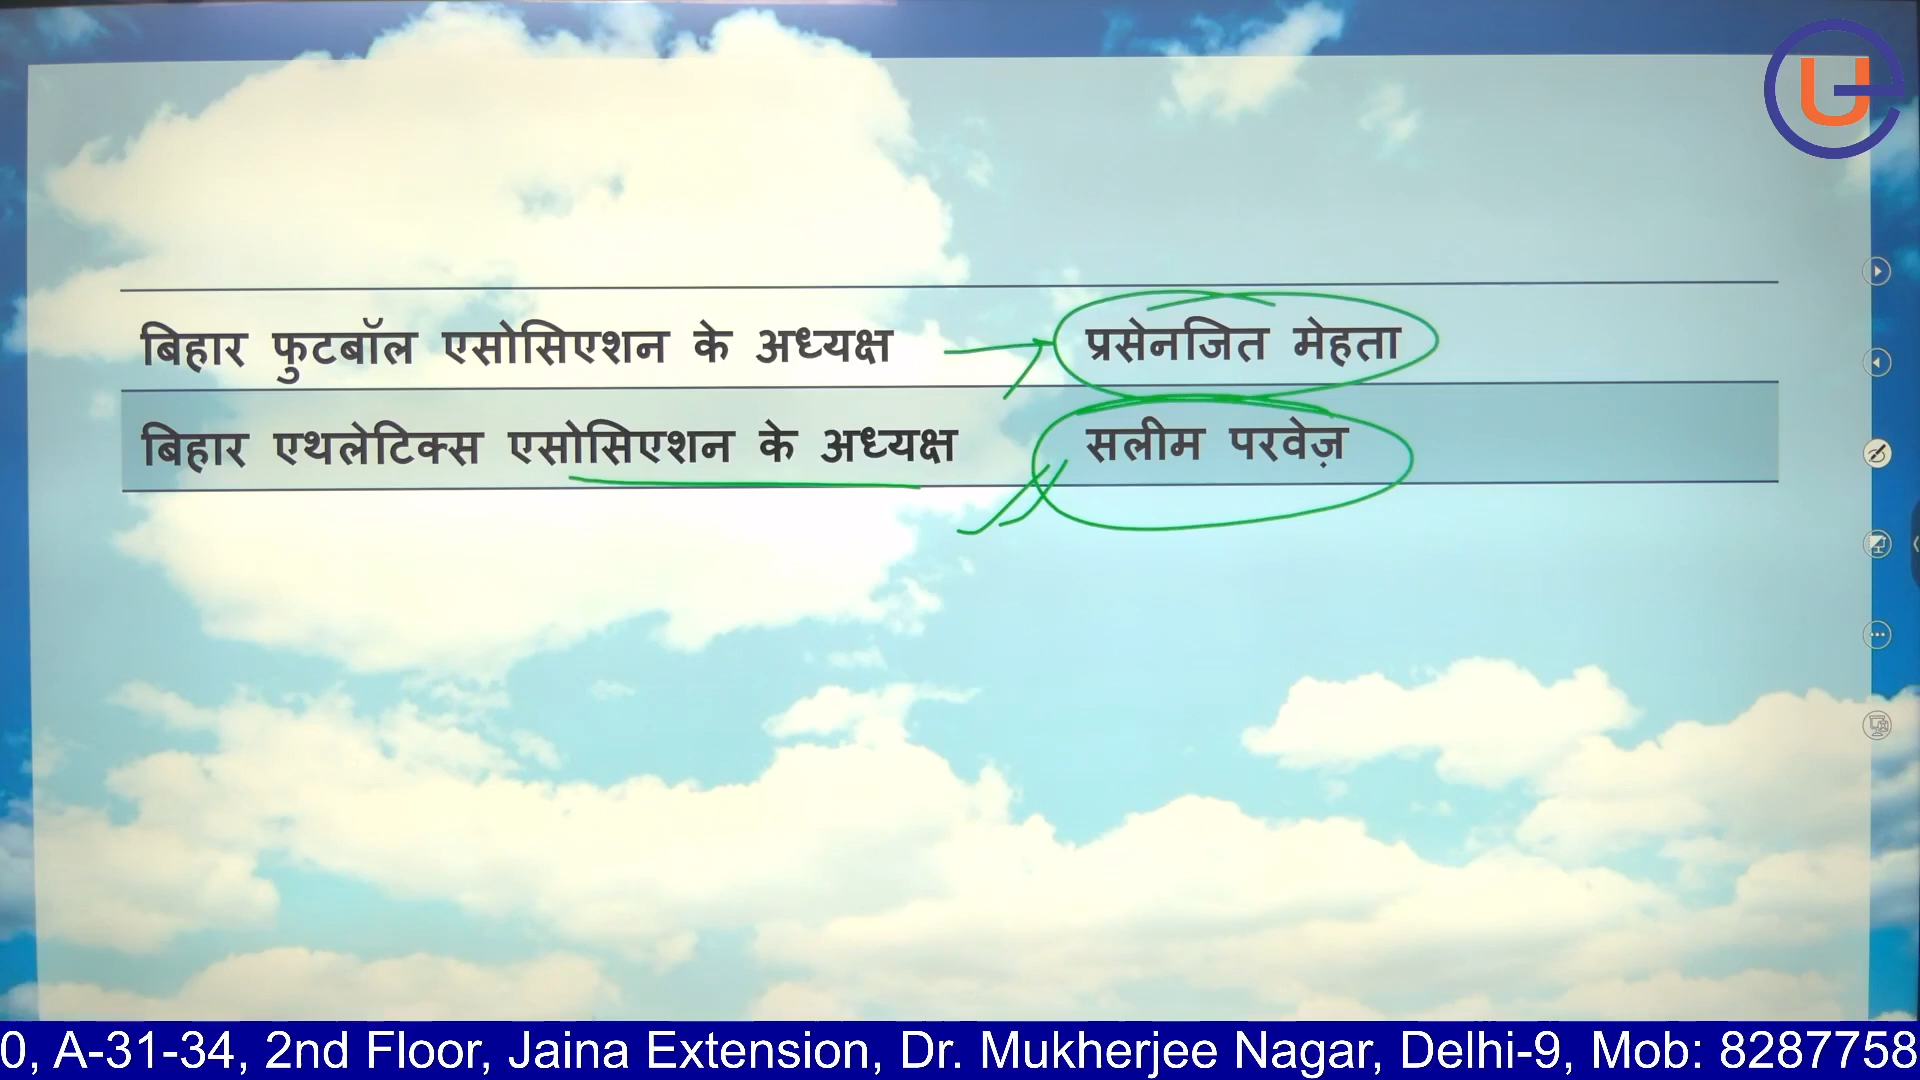 बिहार फुटबॉल एसोसिएशन के अध्यक्ष प्रसेनजित मेहता
बिहार एथलेटिक्स एसोसिएशन के अध्यक्ष सलीम परवेज़
0, A-31-34, 2nd Floor, Jaina Extension, Dr. Mukherjee Nagar, Delhi-9, Mob: 8287758